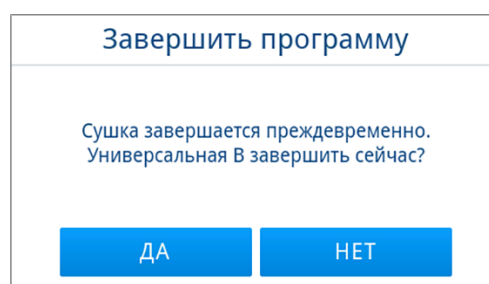 Завершить программу
Сушка завершается преждевременно.
Универсальная В завершить сейчас?
ДА
НЕТ